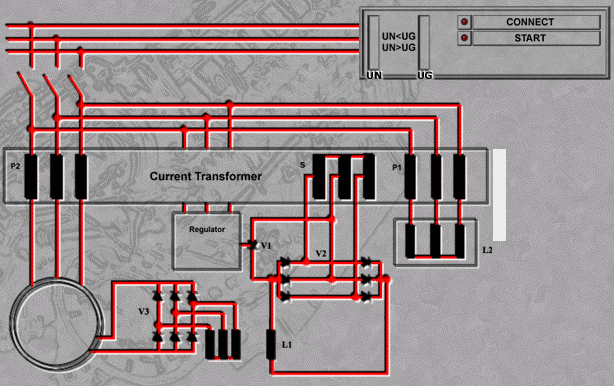 CONNECT
UN<UG
START
UN>UG
UN
UG
P2
Current Transformer
S
P1
Regulator
V1
V2
L2
V3
L1